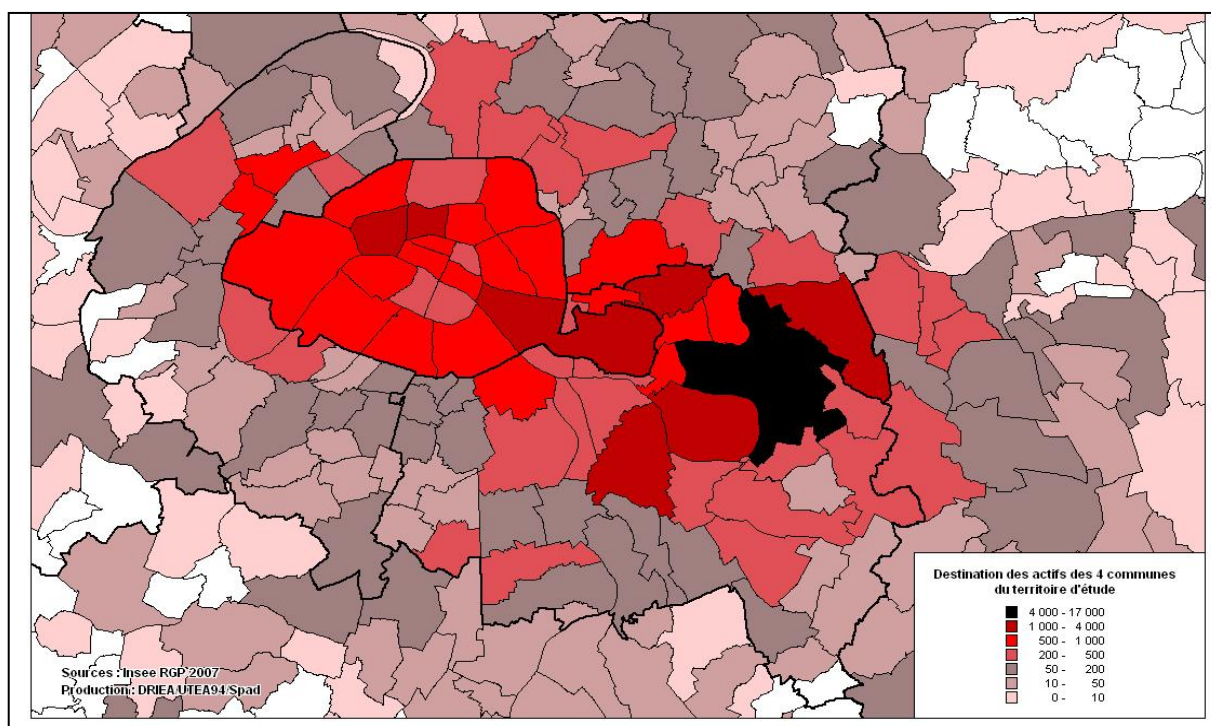 Destination des actifs des 4 communes
du territoire d'étude
4 000 - 17 000
1 000 - 4 000
500 - 1 000
200 - 500
50 - 200
10 - 50
0 - 10
Sources : Insee RGP 2007
Production : DRIEA/UTEA94/Spad